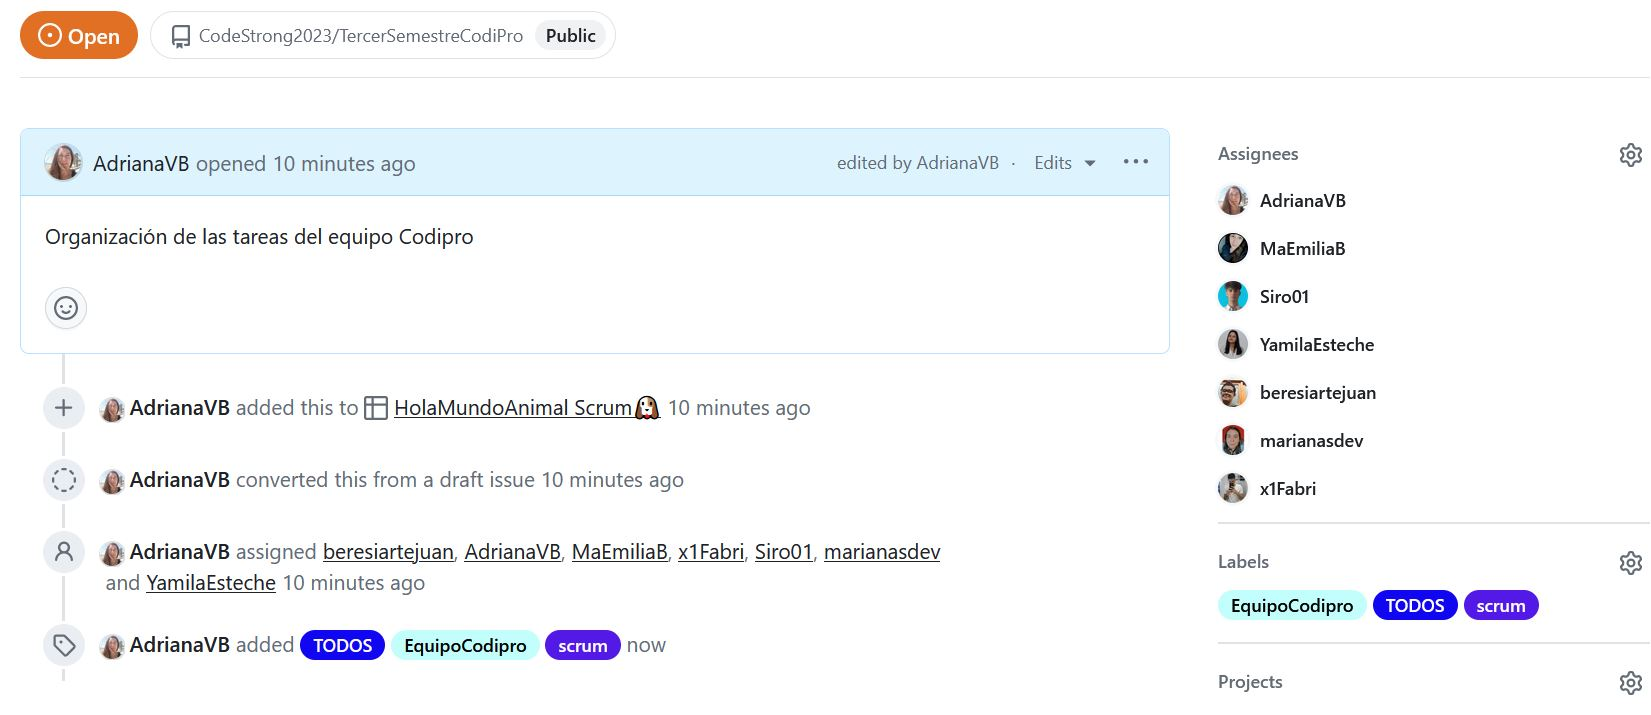 Open CodeStrong2023/TercerSemestreCodiPro Public
AdrianaVB opened 10 minutes ago edited by AdrianaVB · Edits
Organización de las tareas del equipo Codipro
AdrianaVB added this to HolaMundoAnimal Scrum 10 minutes ago
AdrianaVB converted this from a draft issue 10 minutes ago
AdrianaVB assigned beresiartejuan, AdrianaVB, MaEmiliaB, x1Fabri, Siro01, marianasdev
and YamilaEsteche 10 minutes ago
AdrianaVB added TODOS EquipoCodipro scrum now
Assignees
AdrianaVB
MaEmiliaB
Siro01
YamilaEsteche
beresiartejuan
marianasdev
x1Fabri
Labels
EquipoCodipro TODOS scrum
Projects